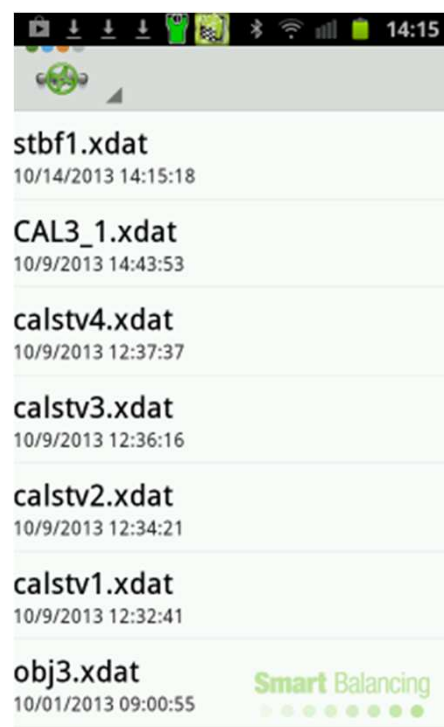 14:15
stbf1.xdat
10/14/2013 14:15:18
CAL3_1.xdat
10/9/2013 14:43:53
calstv4.xdat
10/9/2013 12:37:37
calstv3.xdat
10/9/2013 12:36:16
calstv2.xdat
10/9/2013 12:34:21
calstv1.xdat
10/9/2013 12:32:41
obj3.xdat
10/01/2013 09:00:55
Smart Balancing